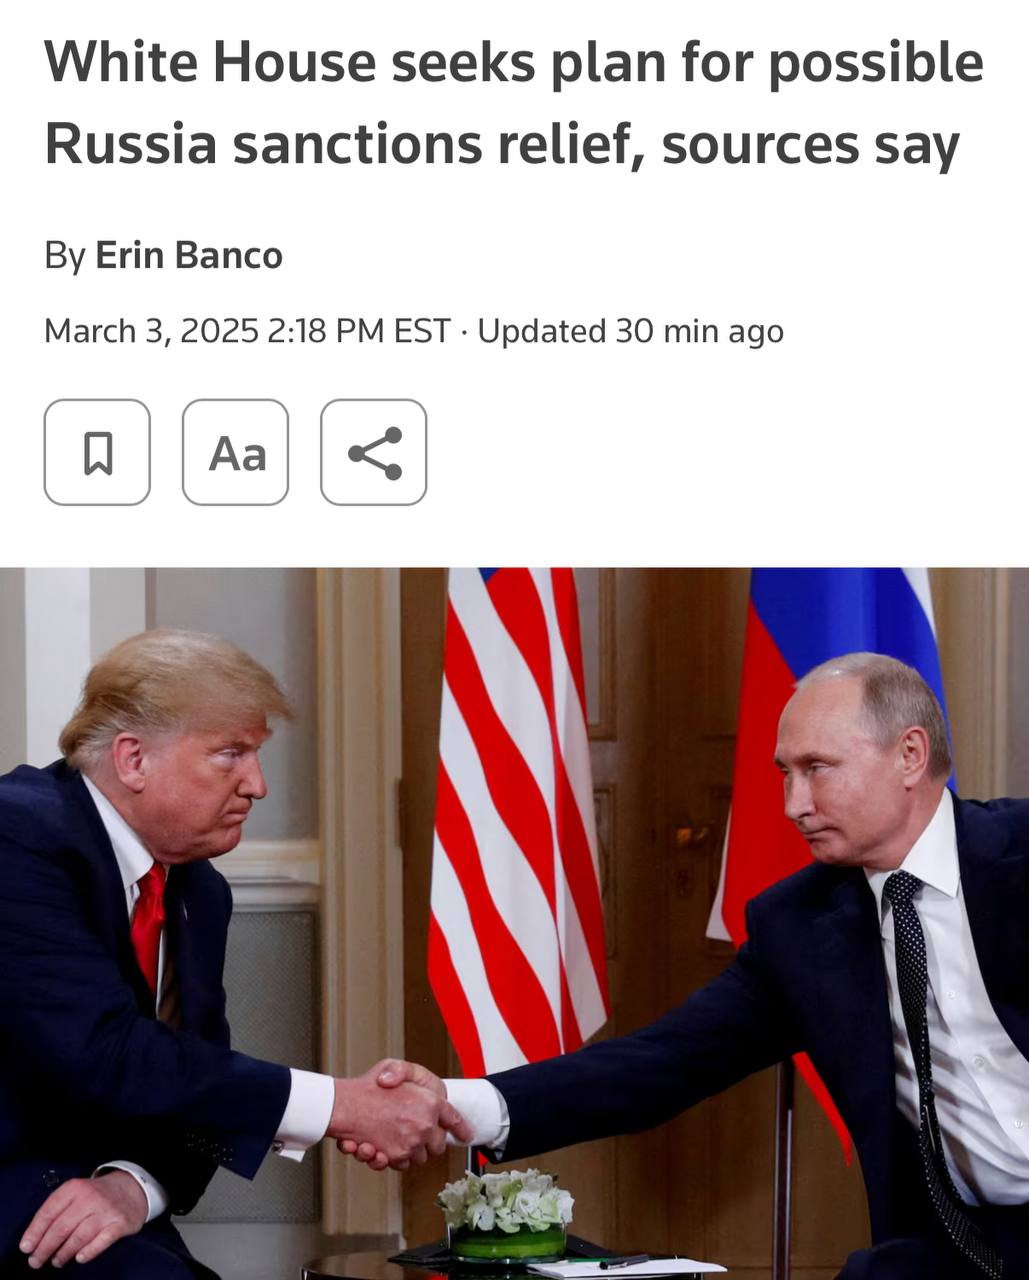 White House seeks plan for possible
Russia sanctions relief, sources say
By Erin Banco
March 3, 2025 2:18 PM EST · Updated 30 min ago
Aa